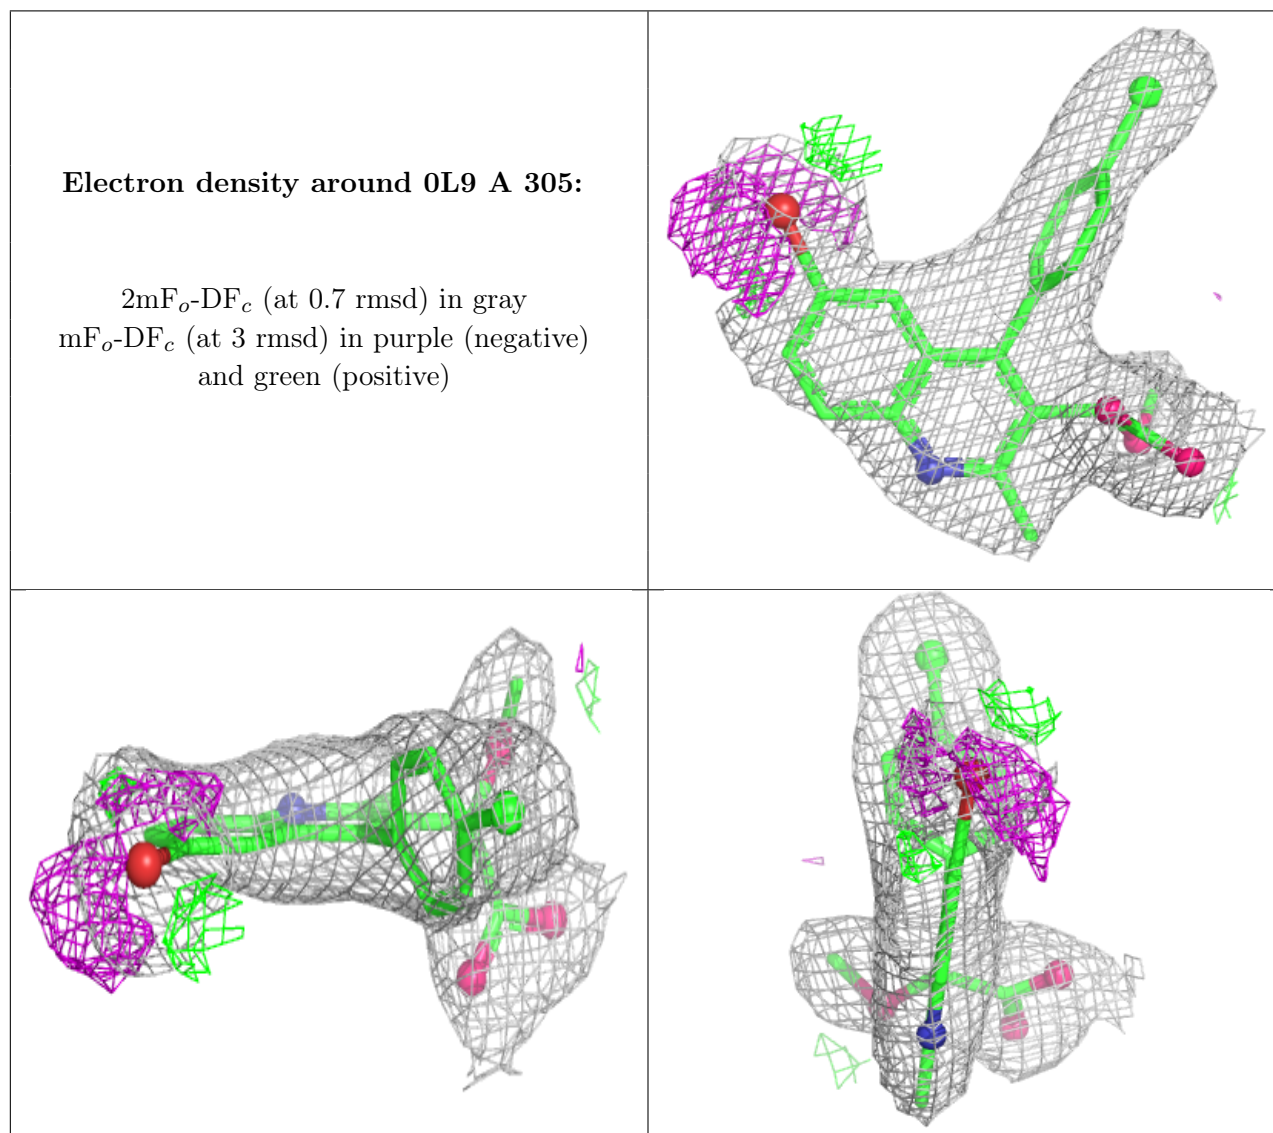 Electron density around 0L9 A 305:
2mFo-DFc (at 0.7 rmsd) in gray
mFo-DFc (at 3 rmsd) in purple (negative)
and green (positive)